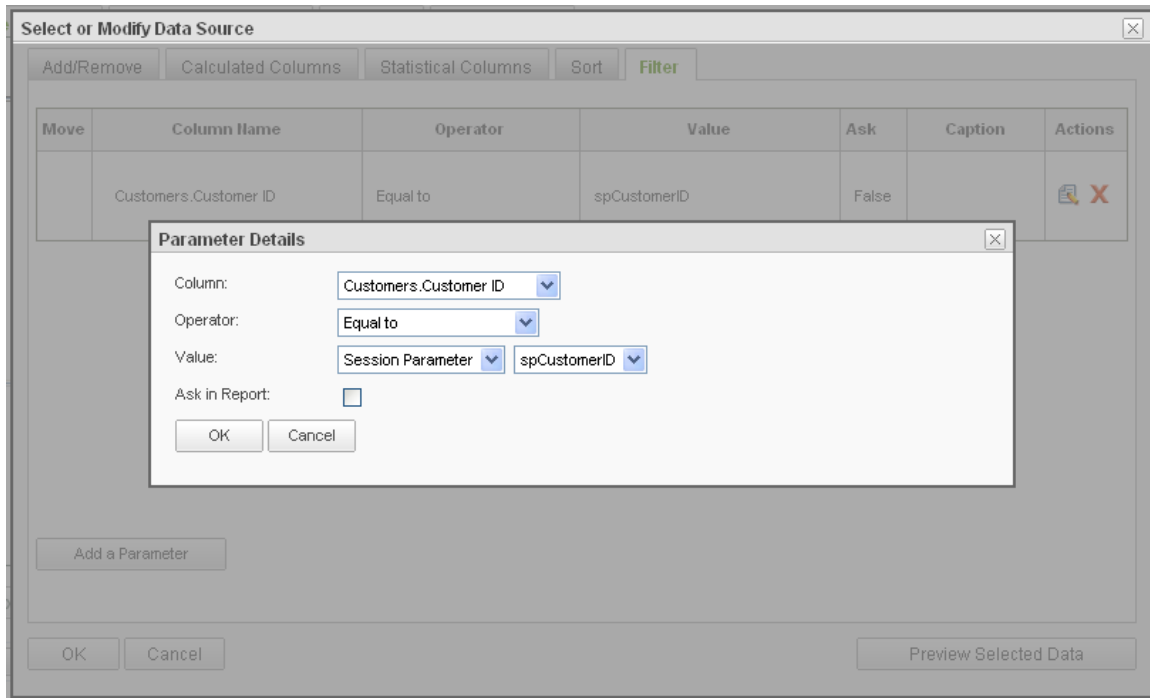 Select or Modify Data Source
Add/Remove Calculated Columns Statistical Columns Sort Filter
Move Column Name Operator Value Ask Caption Actions
Customers.Customer ID Equal to spCustomerID False
Parameter Details
Column: Customers.Customer ID
Operator: Equal to
Value: Session Parameter spCustomerID
Ask in Report:
OK Cancel
Add a Parameter
OK Cancel Preview Selected Data